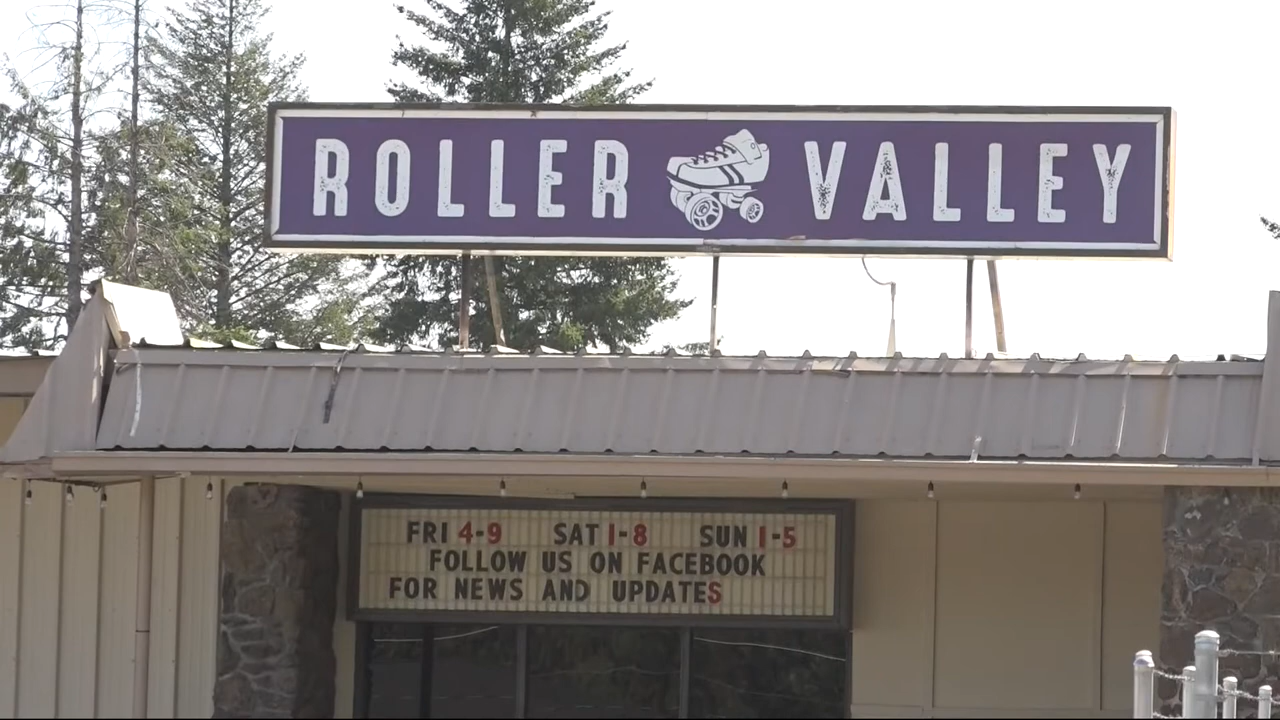 ROLLER VALLEY
FRI 4-9 SAT 1-8 SUN 1-5
FOLLOW US ON FACEBOOK
FOR NEWS AND UPDATES